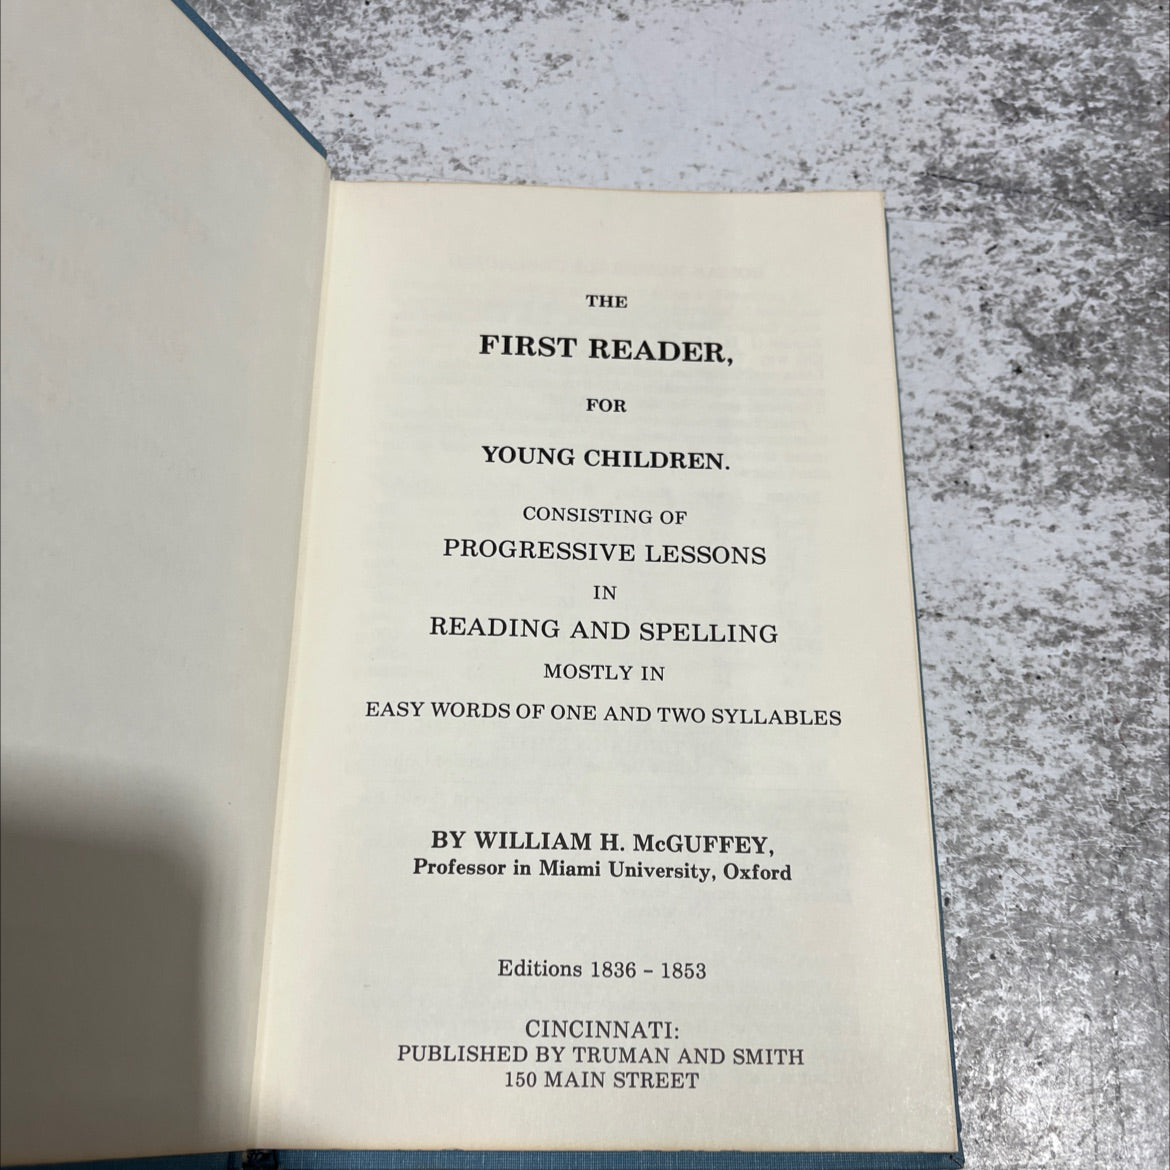 THE
FIRST READER,
FOR
YOUNG CHILDREN.
CONSISTING OF
PROGRESSIVE LESSONS
IN
READING AND SPELLING
MOSTLY IN
EASY WORDS OF ONE AND TWO SYLLABLES
BY WILLIAM H. McGUFFEY,
Professor in Miami University, Oxford
Editions 1836 – 1853
CINCINNATI:
PUBLISHED BY TRUMAN AND SMITH
150 MAIN STREET